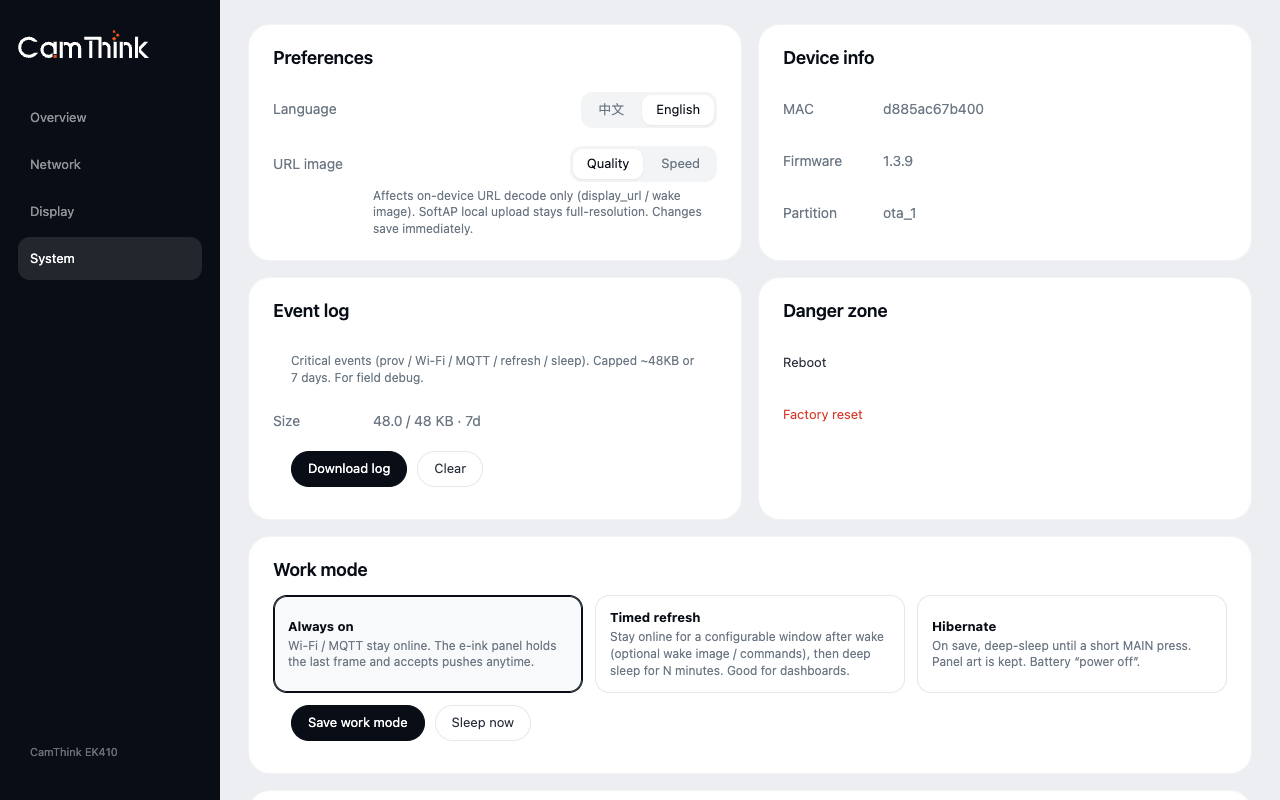 CamThink
Overview
Network
Display
System
CamThink EK410
Preferences
Language
中文
English
URL image
Quality
Speed
Affects on-device URL decode only (display_url / wake
image). SoftAP local upload stays full-resolution. Changes
save immediately.
Device info
MAC
d885ac67b400
Firmware
1.3.9
Partition
ota_1
Event log
Critical events (prov / Wi-Fi / MQTT / refresh / sleep). Capped ~48KB or
7 days. For field debug.
Size
48.0 / 48 KB · 7d
Download log
Clear
Danger zone
Reboot
Factory reset
Work mode
Always on
Wi-Fi / MQTT stay online. The e-ink panel holds
the last frame and accepts pushes anytime.
Timed refresh
Stay online for a configurable window after wake
(optional wake image / commands), then deep
sleep for N minutes. Good for dashboards.
Hibernate
On save, deep-sleep until a short MAIN press.
Panel art is kept. Battery “power off”.
Save work mode
Sleep now